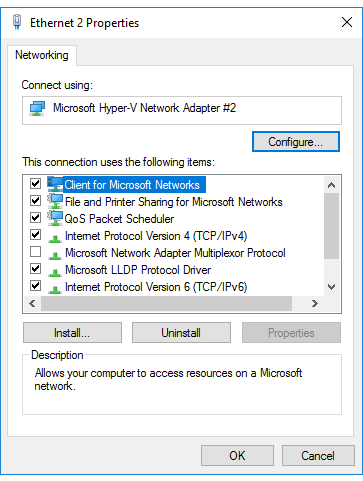 Ethernet 2 Properties
Networking
Connect using:
Microsoft Hyper-V Network Adapter #2
Configure...
This connection uses the following items:
Client for Microsoft Networks
File and Printer Sharing for Microsoft Networks
QoS Packet Scheduler
Internet Protocol Version 4 (TCP/IPv4)
Microsoft Network Adapter Multiplexor Protocol
Microsoft LLDP Protocol Driver
Internet Protocol Version 6 (TCP/IPv6)
Install... Uninstall Properties
Description
Allows your computer to access resources on a Microsoft
network.
OK Cancel